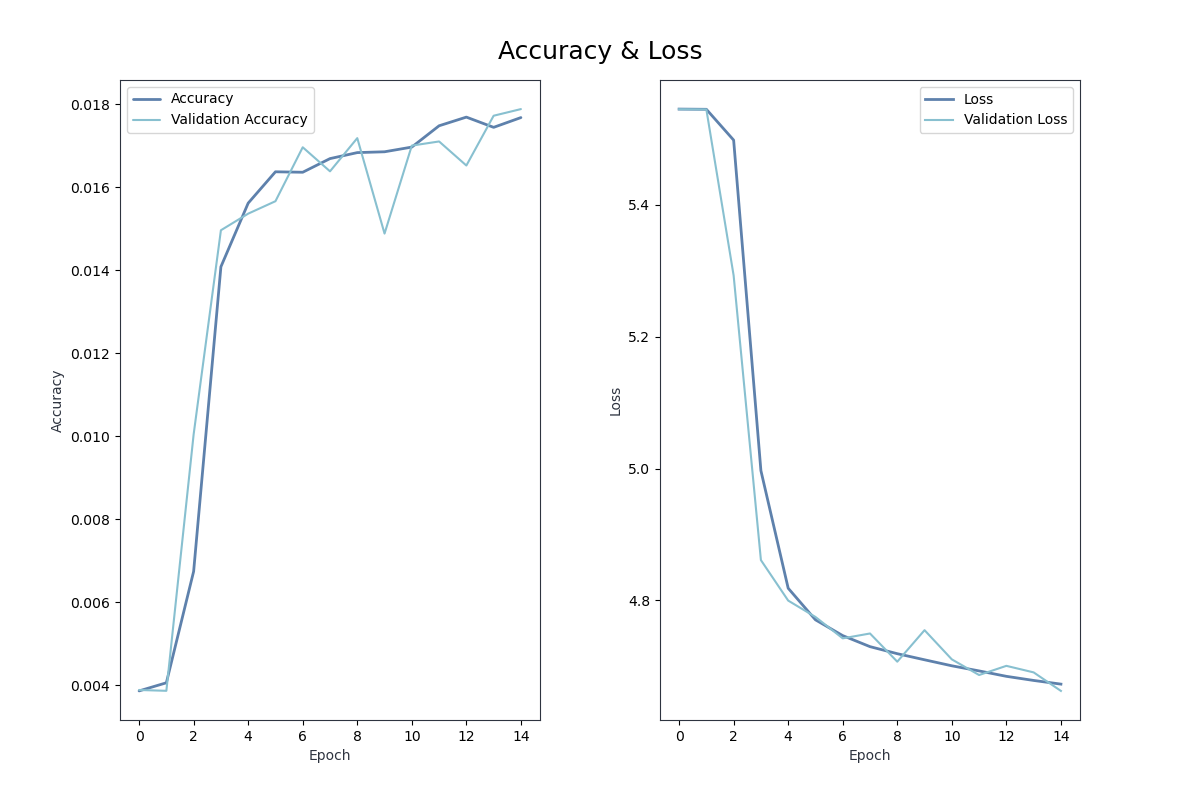 Accuracy & Loss
Accuracy
Validation Accuracy
0.018
0.016
0.014
0.012
0.010
0.008
0.006
0.004
Accuracy
0 2 4 6 8 10 12 14
Epoch
Loss
Validation Loss
5.4
5.2
5.0
4.8
Loss
0 2 4 6 8 10 12 14
Epoch